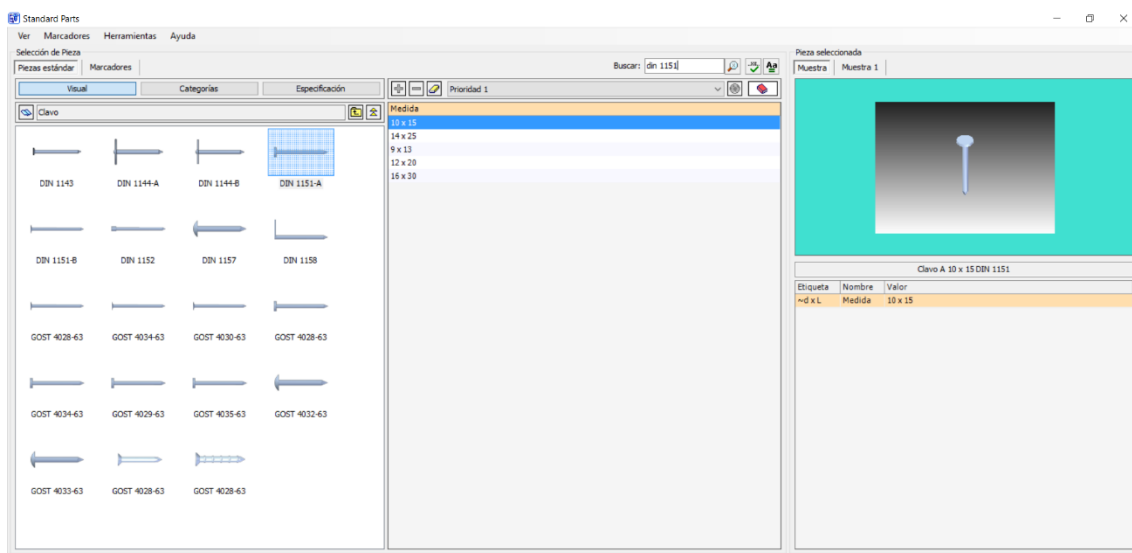 Standard Parts
Ver Marcadores Herramientas Ayuda
Selección de Pieza
Piezas estándar Marcadores
Buscar: din 1151
Visual Categorías Especificación
Clavo
DIN 1143 DIN 1144-A DIN 1144-B DIN 1151-A
DIN 1151-B DIN 1152 DIN 1157 DIN 1158
GOST 4028-63 GOST 4034-63 GOST 4030-63 GOST 4028-63
GOST 4034-63 GOST 4029-63 GOST 4035-63 GOST 4032-63
GOST 4033-63 GOST 4028-63 GOST 4028-63
Prioridad 1
Medida
10 x 15
14 x 25
9 x 13
12 x 20
16 x 30
Pieza seleccionada
Muestra Muestra 1
Clavo A 10 x 15 DIN 1151
Etiqueta Nombre Valor
~d x L Medida 10 x 15